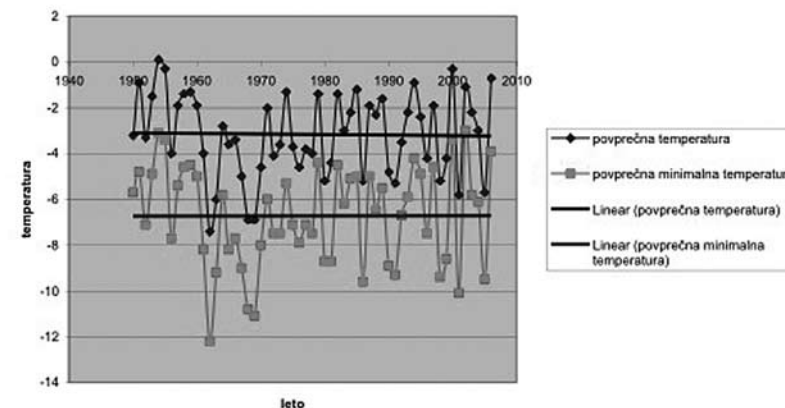 2
0
-2
-4
-6
-8
-10
-12
-14
1940
1950
1960
1970
1980
1990
2000
2010
temperatura
leto
povprečna temperatura
povprečna minimalna temperatur
Linear (povprečna temperatura)
Linear (povprečna minimalna
temperatura)